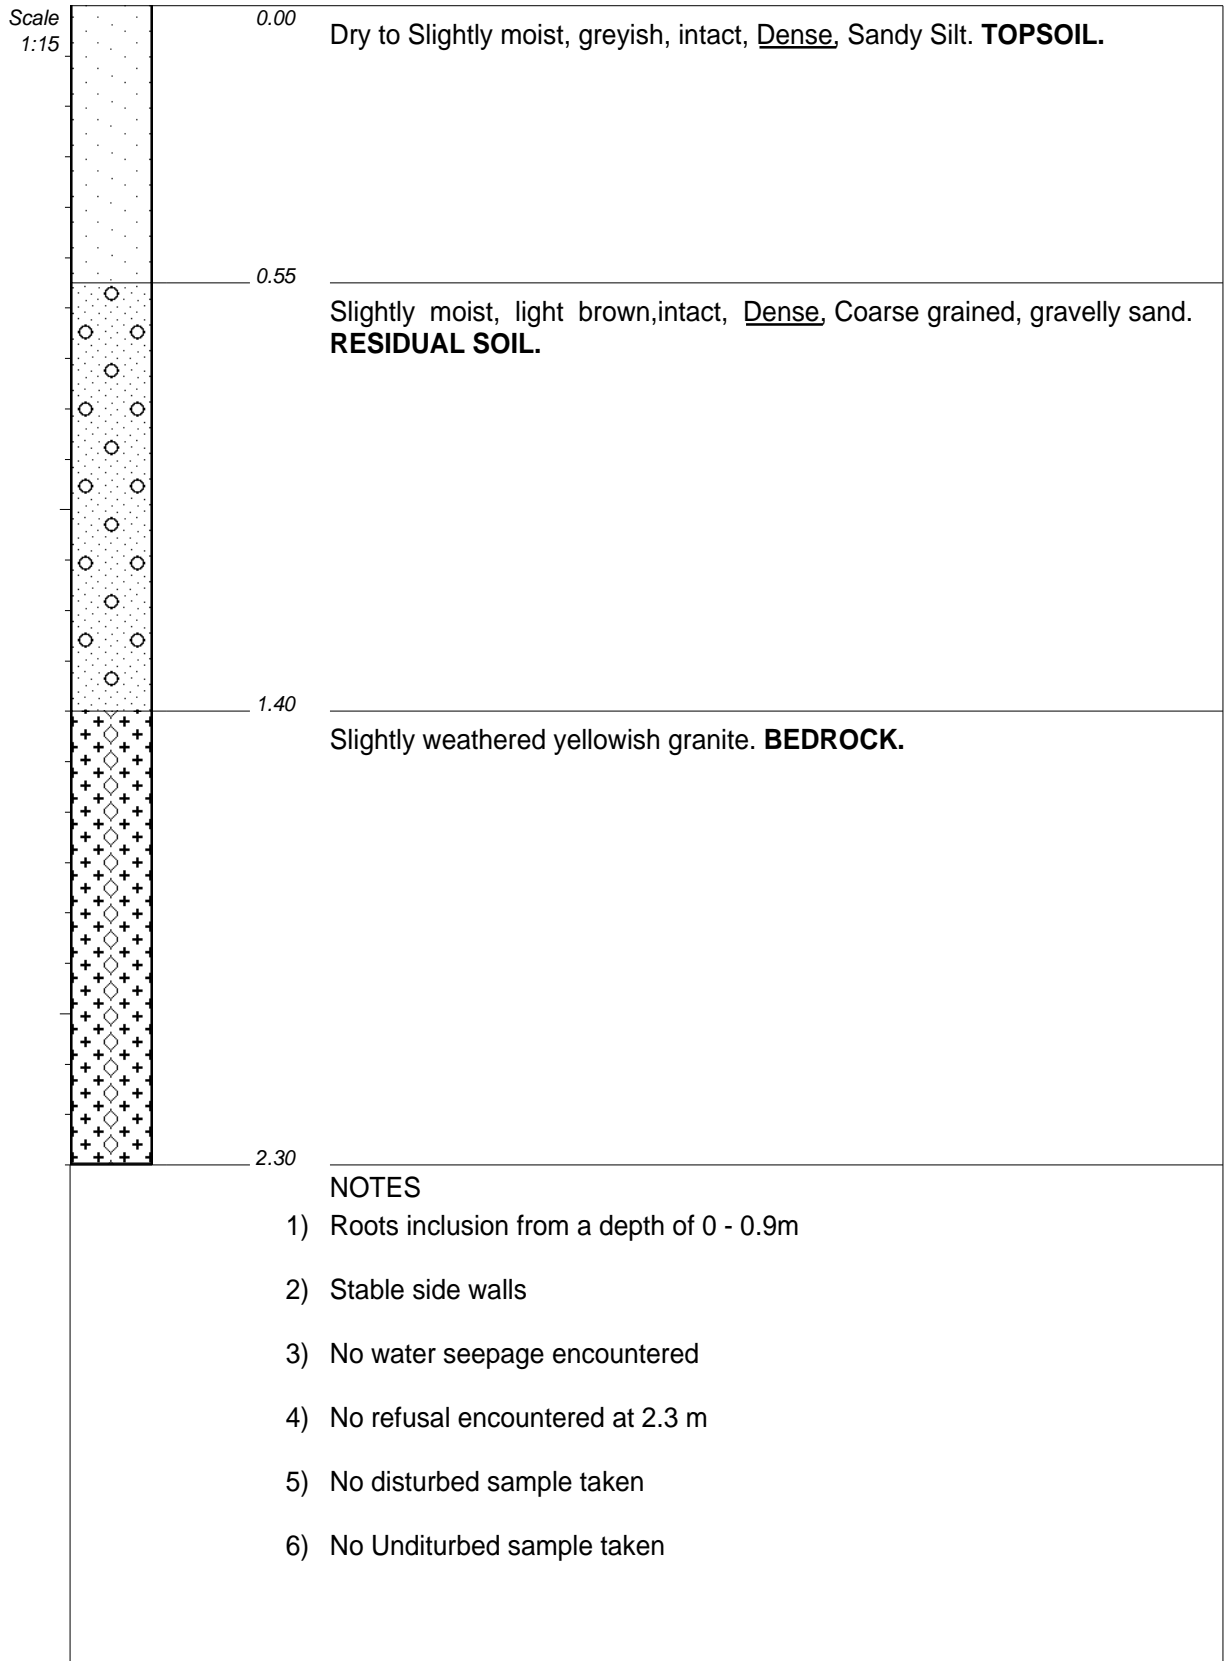 Scale
1:15
0.00
Dry to Slightly moist, greyish, intact, Dense, Sandy Silt. TOPSOIL.
0.55
Slightly moist, light brown,intact, Dense, Coarse grained, gravelly sand.
RESIDUAL SOIL.
1.40
Slightly weathered yellowish granite. BEDROCK.
2.30
NOTES
1) Roots inclusion from a depth of 0 - 0.9m
2) Stable side walls
3) No water seepage encountered
4) No refusal encountered at 2.3 m
5) No disturbed sample taken
6) No Unditurbed sample taken